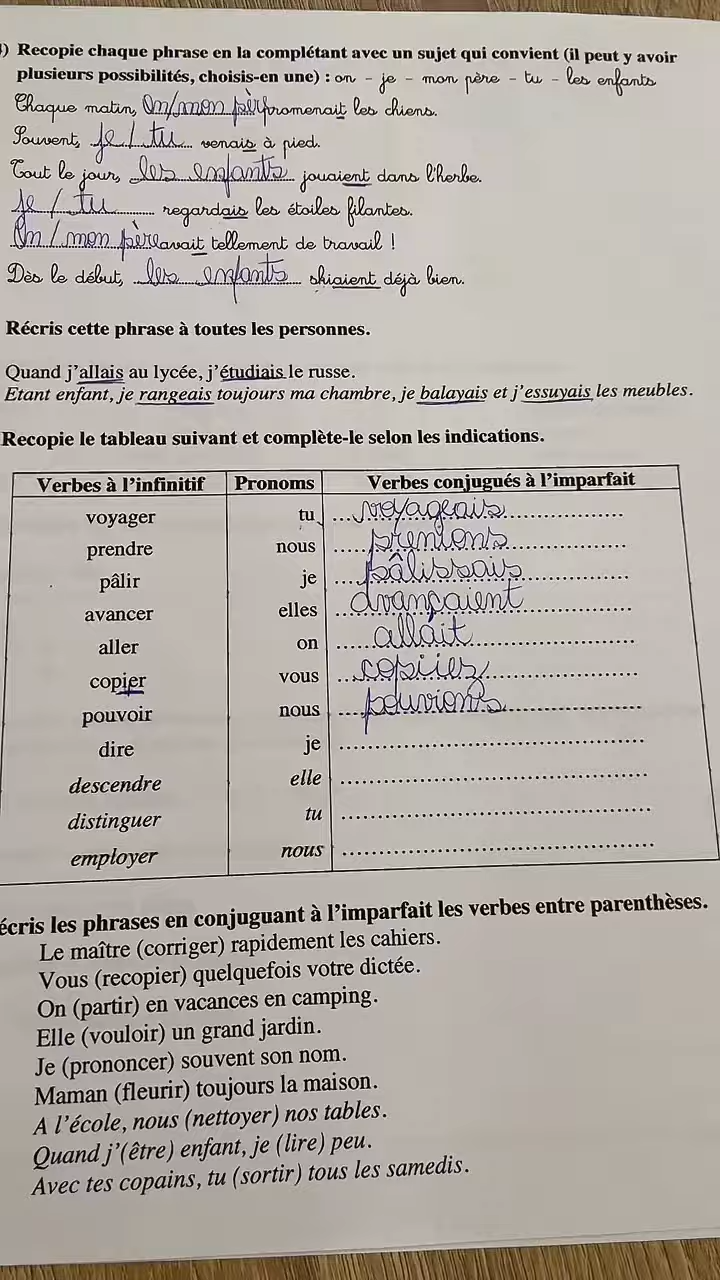 ) Recopie chaque phrase en la complétant avec un sujet qui convient (il peut y avoir
plusieurs possibilités, choisis-en une) : on - je - mon père - tu - les enfants
Chaque matin, On/mon père promenait les chiens.
Souvent, je / tu venais à pied.
Tout le jour, les enfants jouaient dans l'herbe.
Je / tu regardais les étoiles filantes.
On / mon père avait tellement de travail !
Dès le début, les enfants skiaient déjà bien.
Récris cette phrase à toutes les personnes.
Quand j'allais au lycée, j'étudiais le russe.
Etant enfant, je rangeais toujours ma chambre, je balayais et j'essuyais les meubles.
Recopie le tableau suivant et complète-le selon les indications.
Verbes à l'infinitif Pronoms Verbes conjugués à l'imparfait
voyager tu voyageais
prendre nous prenions
pâlir je pâlissais
avancer elles avançaient
aller on allait
copier vous copiiez
pouvoir nous pouvions
dire je
descendre elle
distinguer tu
employer nous
écris les phrases en conjuguant à l'imparfait les verbes entre parenthèses.
Le maître (corriger) rapidement les cahiers.
Vous (recopier) quelquefois votre dictée.
On (partir) en vacances en camping.
Elle (vouloir) un grand jardin.
Je (prononcer) souvent son nom.
Maman (fleurir) toujours la maison.
A l'école, nous (nettoyer) nos tables.
Quand j'(être) enfant, je (lire) peu.
Avec tes copains, tu (sortir) tous les samedis.